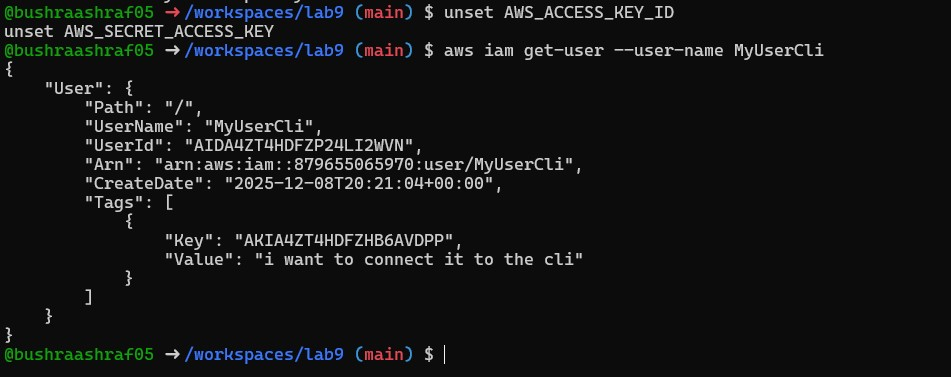 @bushraashraf05 → /workspaces/lab9 (main) $ unset AWS_ACCESS_KEY_ID
unset AWS_SECRET_ACCESS_KEY
@bushraashraf05 → /workspaces/lab9 (main) $ aws iam get-user --user-name MyUserCli
{
    "User": {
        "Path": "/",
        "UserName": "MyUserCli",
        "UserId": "AIDA4ZT4HDFZP24LI2WVN",
        "Arn": "arn:aws:iam::879655065970:user/MyUserCli",
        "CreateDate": "2025-12-08T20:21:04+00:00",
        "Tags": [
            {
                "Key": "AKIA4ZT4HDFZHB6AVDPP",
                "Value": "i want to connect it to the cli"
            }
        ]
    }
}
@bushraashraf05 → /workspaces/lab9 (main) $